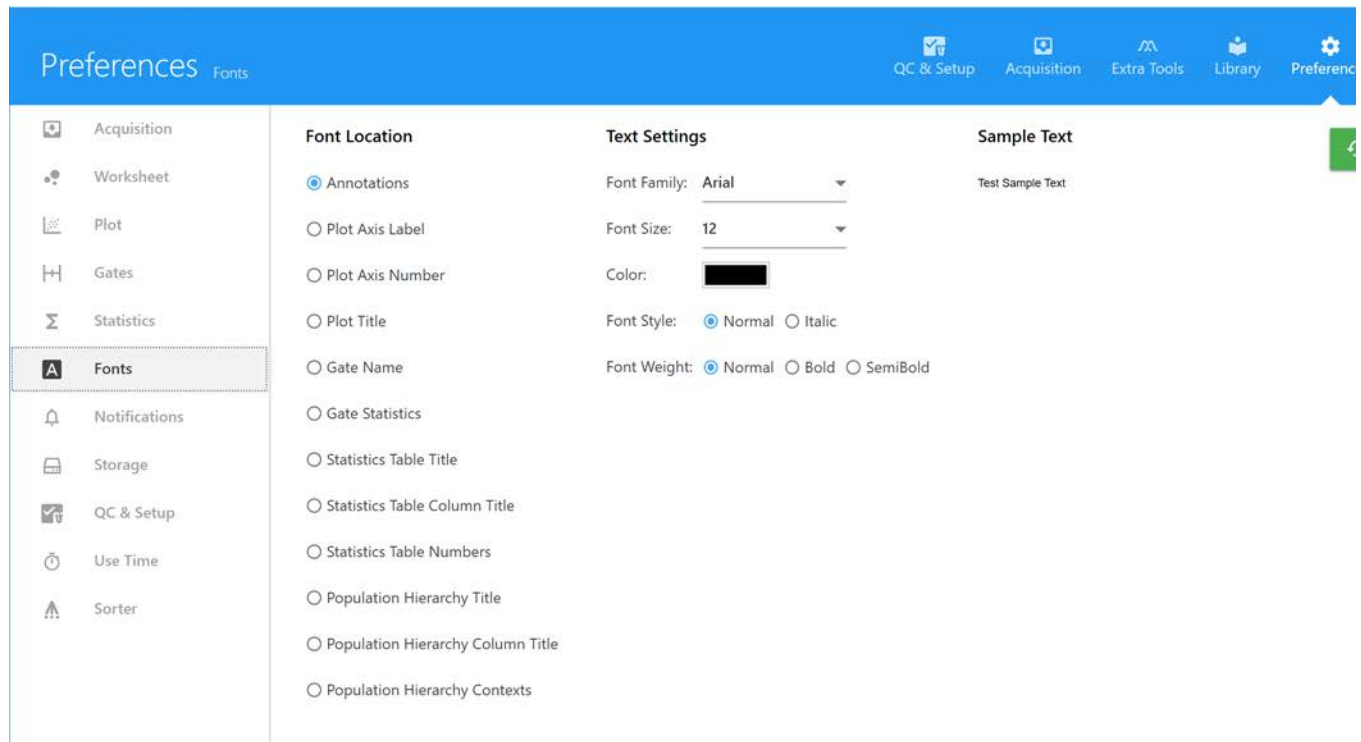 Preferences Fonts
QC & Setup
Acquisition
Extra Tools
Library
Preferenc
Acquisition
Worksheet
Plot
Gates
Statistics
Fonts
Notifications
Storage
QC & Setup
Use Time
Sorter
Font Location
Annotations
Plot Axis Label
Plot Axis Number
Plot Title
Gate Name
Gate Statistics
Statistics Table Title
Statistics Table Column Title
Statistics Table Numbers
Population Hierarchy Title
Population Hierarchy Column Title
Population Hierarchy Contexts
Text Settings
Font Family: Arial
Font Size: 12
Color:
Font Style: Normal Italic
Font Weight: Normal Bold SemiBold
Sample Text
Test Sample Text